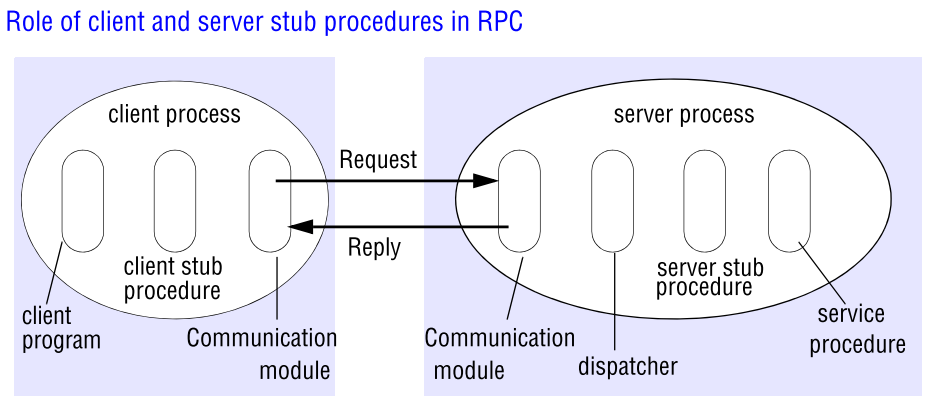 Role of client and server stub procedures in RPC
client process
server process
Request
Reply
client stub
procedure
server stub
procedure
client
program
Communication
module
Communication
module
dispatcher
service
procedure